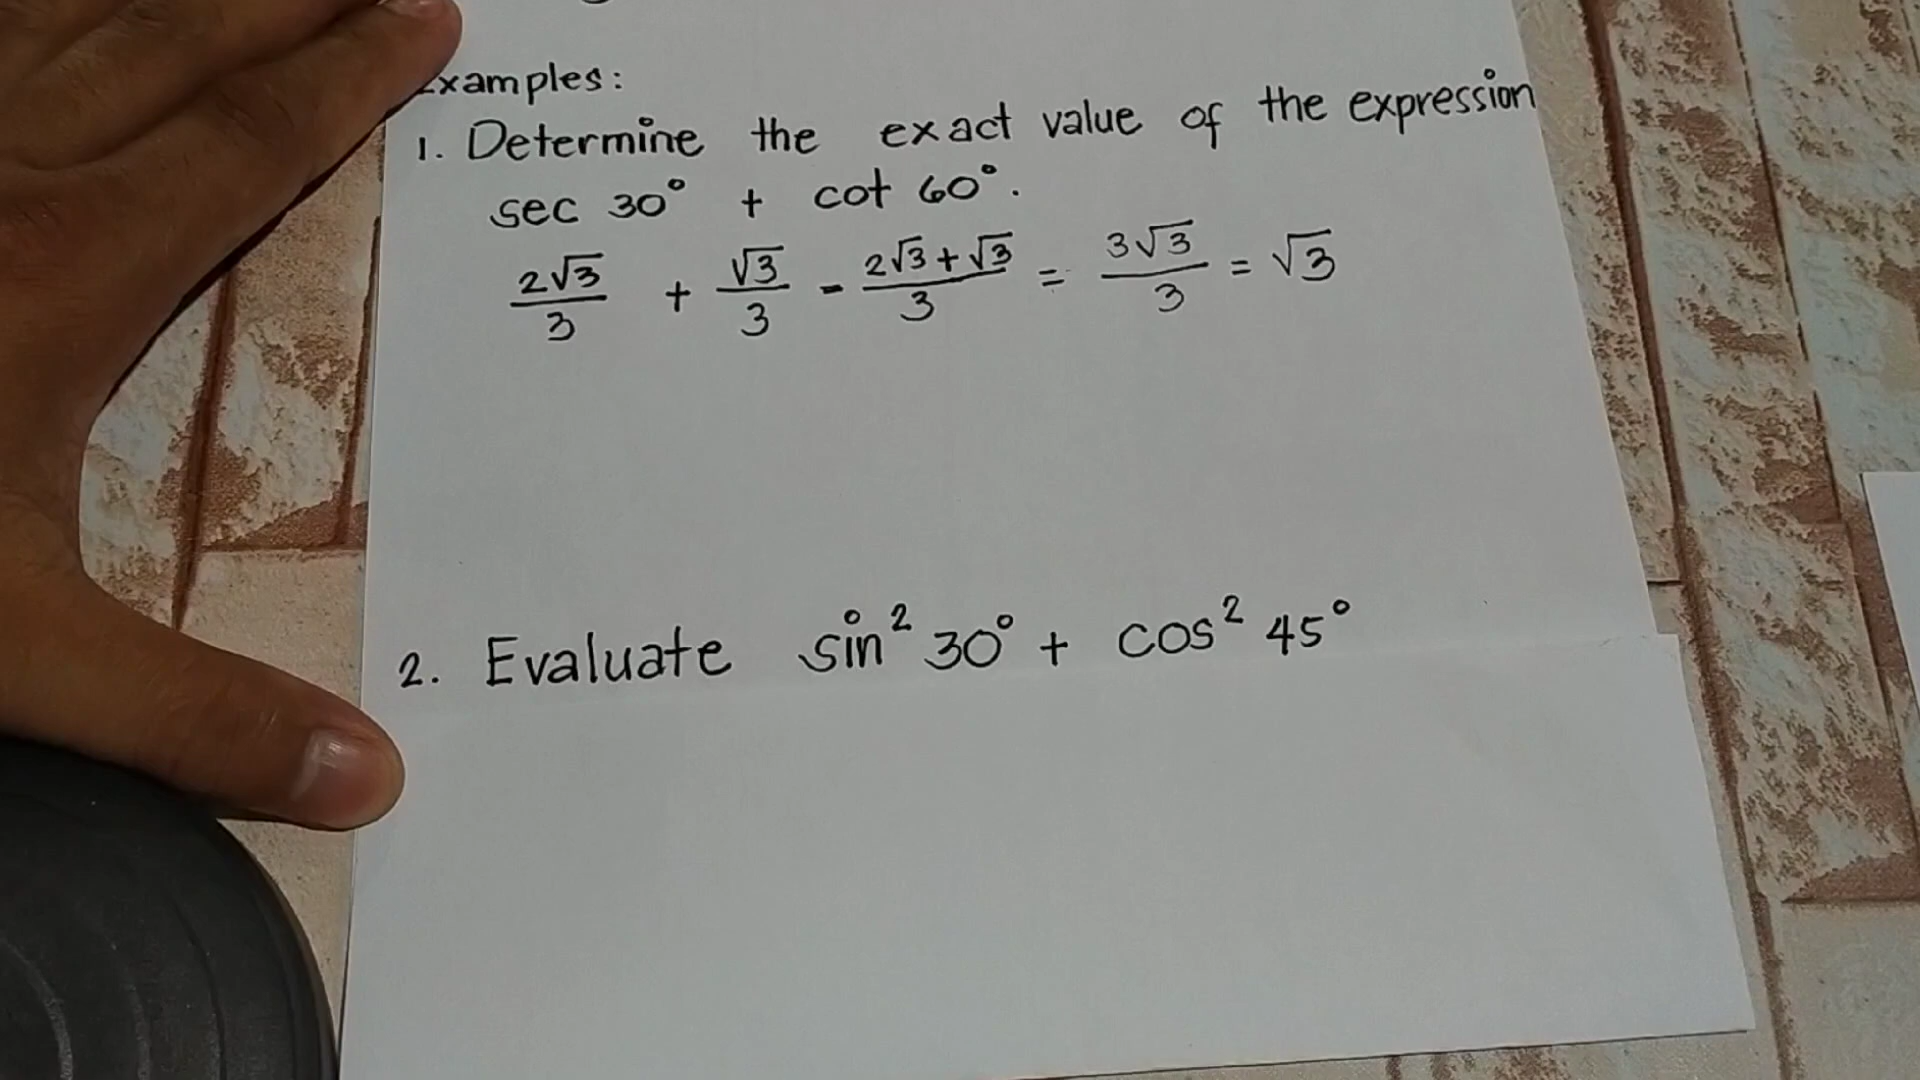 Examples:
1. Determine the exact value of the expression
sec 30° + cot 60°.
2√3/3 + √3/3 = 2√3+√3/3 = 3√3/3 = √3
2. Evaluate sin² 30° + cos² 45°